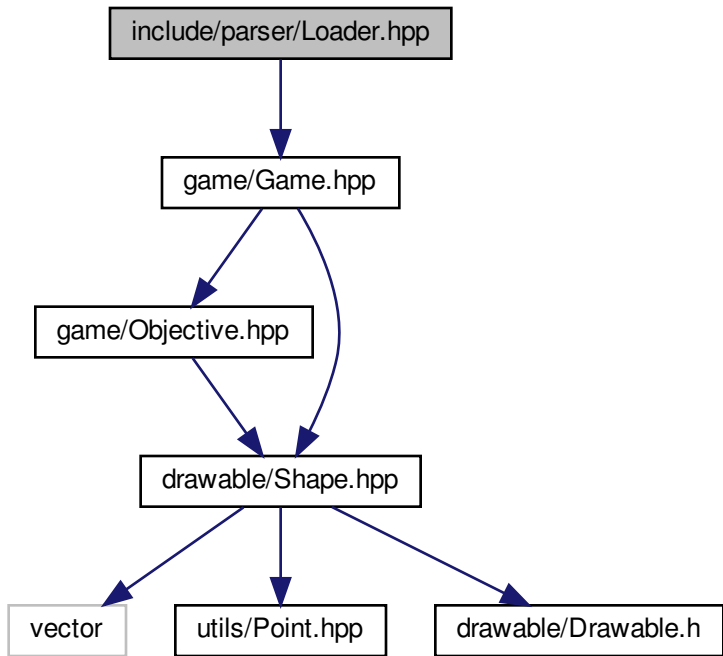 include/parser/Loader.hpp
game/Game.hpp
game/Objective.hpp
drawable/Shape.hpp
vector
utils/Point.hpp
drawable/Drawable.h